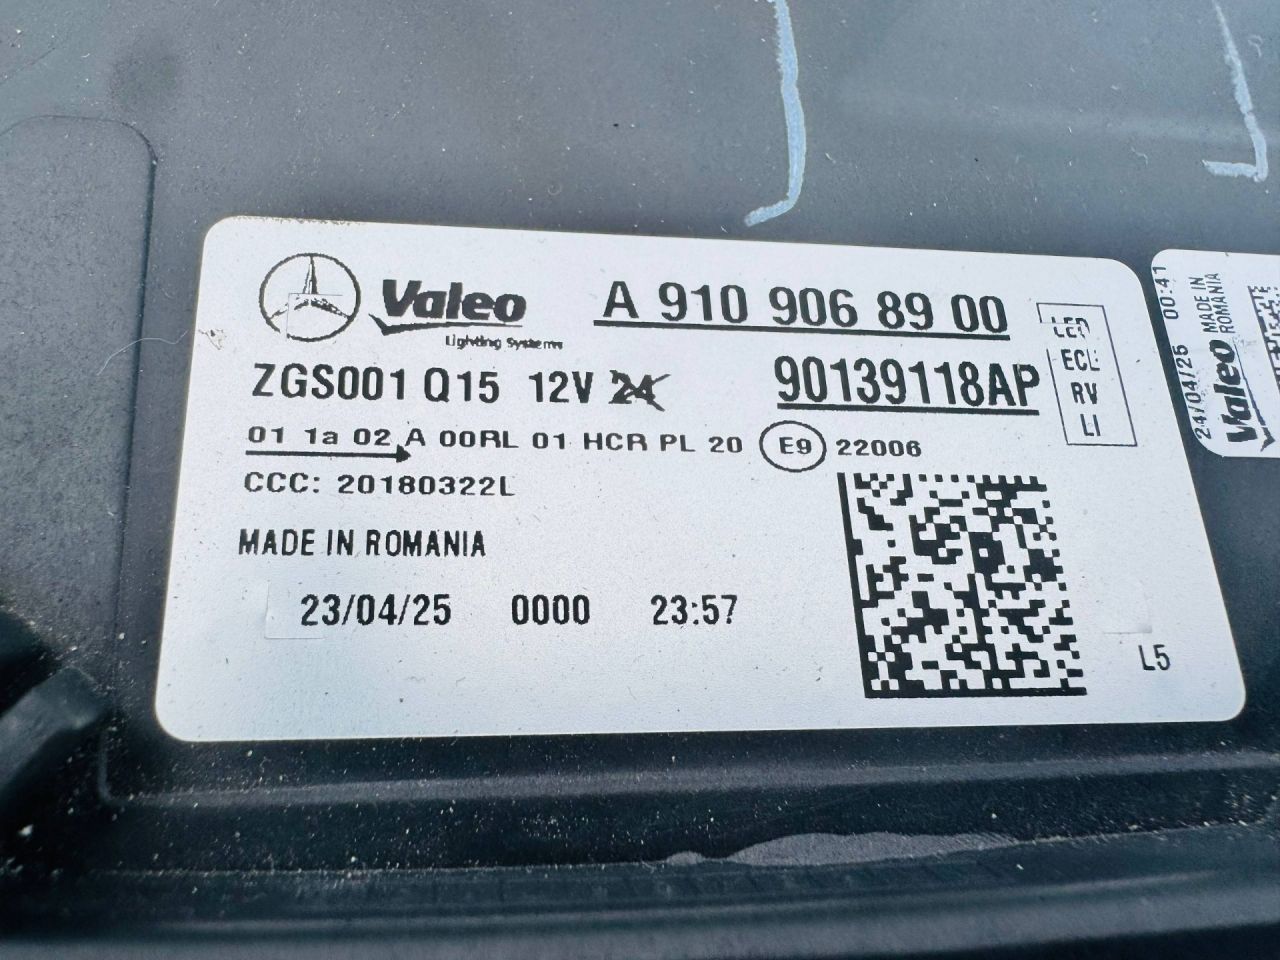 Valeo
Lighting Systems
A 910 906 89 00
ZGS001 Q15 12V 24
90139118AP
LED
ECE
RV
LI
01 1a 02 A 00RL 01 HCR PL 20 E9 22006
CCC: 20180322L
MADE IN ROMANIA
23/04/25 0000 23:57
L5
24/04/25 00:41
Valeo
MADE IN
ROMANIA